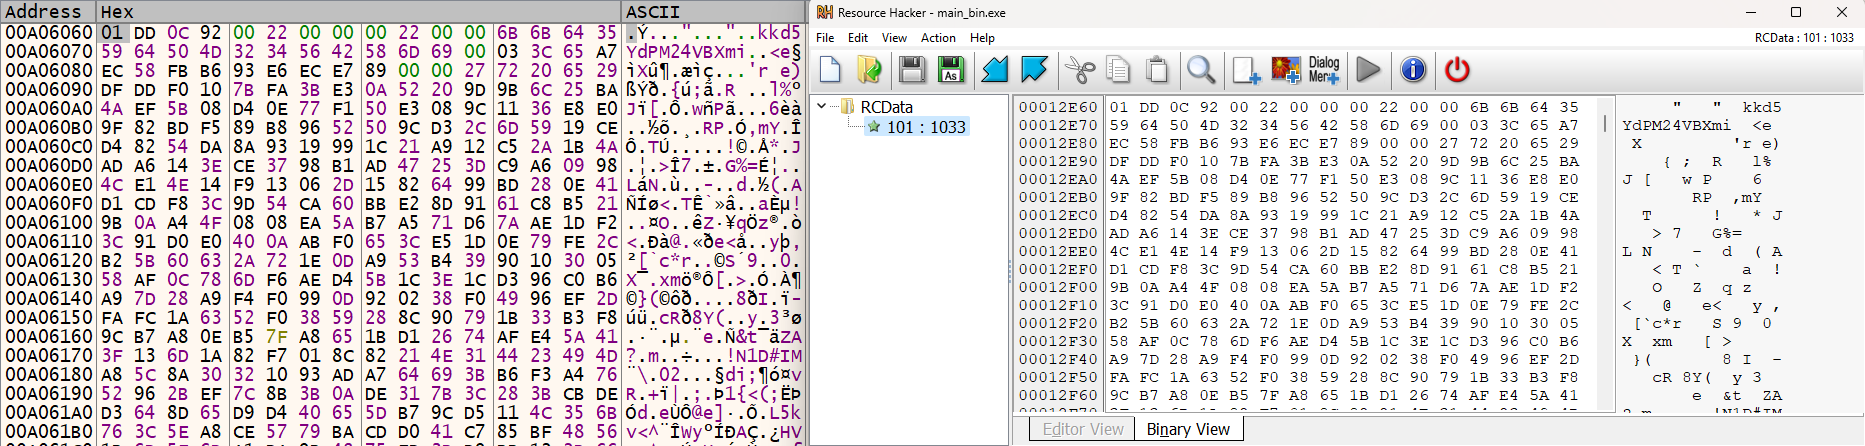 Address Hex ASCII
00A06060 01 DD 0C 92 00 22 00 00 00 22 00 00 6B 6B 64 35 .Ý..."..."..kkd5
00A06070 59 64 50 4D 32 34 56 42 58 6D 69 00 03 3C 65 A7 YdPM24VBXmi..<e§
00A06080 EC 58 FB B6 93 E6 EC E7 89 00 00 27 72 20 65 29 ìXû¶.æìç...'r e)
00A06090 DF DD F0 10 7B FA 3B E3 0A 52 20 9D 9B 6C 25 BA ßÝð.{ú;ã.R ..l%º
00A060A0 4A EF 5B 08 D4 0E 77 F1 50 E3 08 9C 11 36 E8 E0 Jï[.Ô.wñPã...6èà
00A060B0 9F 82 BD F5 89 B8 96 52 50 9C D3 2C 6D 59 19 CE ..½õ.¸.RP.Ó,mY.Î
00A060C0 D4 82 54 DA 8A 93 19 99 1C 21 A9 12 C5 2A 1B 4A Ô.TÚ.....!©.Å*.J
00A060D0 AD A6 14 3E CE 37 98 B1 AD 47 25 3D C9 A6 09 98 .¦.>Î7.±.G%=É¦..
00A060E0 4C E1 4E 14 F9 13 06 2D 15 82 64 99 BD 28 0E 41 LáN.ù..-..d.½(.A
00A060F0 D1 CD F8 3C 9D 54 CA 60 BB E2 8D 91 61 C8 B5 21 ÑÍø<.TÊ`»â..aÈµ!
00A06100 9B 0A A4 4F 08 08 EA 5A B7 A5 71 D6 7A AE 1D F2 ..¤O..êZ·¥qÖz®.ò
00A06110 3C 91 D0 E0 40 0A AB F0 65 3C E5 1D 0E 79 FE 2C <.Ðà@.«ðe<å..yþ,
00A06120 B2 5B 60 63 2A 72 1E 0D A9 53 B4 39 90 10 30 05 ²[`c*r..©S´9..0.
00A06130 58 AF 0C 78 6D F6 AE D4 5B 1C 3E 1C D3 96 C0 B6 X¯.xmö®Ô[.>.Ó.À¶
00A06140 A9 7D 28 A9 F4 F0 99 0D 92 02 38 F0 49 96 EF 2D ©}(©ôð....8ðI.ï-
00A06150 FA FC 1A 63 52 F0 38 59 28 8C 90 79 1B 33 B3 F8 úü.cRð8Y(..y.3³ø
00A06160 9C B7 A8 0E B5 7F A8 65 1B D1 26 74 AF E4 5A 41 .·¨.µ.¨e.Ñ&t¯äZA
00A06170 3F 13 6D 1A 82 F7 01 8C 82 21 4E 31 44 23 49 4D ?.m..÷...!N1D#IM
00A06180 A8 5C 8A 30 32 10 93 AD A7 64 69 3B B6 F3 A4 76 ¨\.02...§di;¶ó¤v
00A06190 52 96 2B EF 7C 8B 3B 0A DE 31 7B 3C 28 3B CB DE R.+ï|.;.Þ1{<(;ËÞ
00A061A0 D3 64 8D 65 D9 D4 40 65 5D B7 9C D5 11 4C 35 6B Ód.eÙÔ@e]·.Õ.L5k
00A061B0 76 3C 5E A8 CE 57 79 BA CD D0 41 C7 85 BF 48 56 v<^¨ÎWyºÍÐAÇ.¿HV
Resource Hacker - main_bin.exe
File Edit View Action Help RCData : 101 : 1033
As Dialog
Menu
RCData
101 : 1033
00012E60 01 DD 0C 92 00 22 00 00 00 22 00 00 6B 6B 64 35 " " kkd5
00012E70 59 64 50 4D 32 34 56 42 58 6D 69 00 03 3C 65 A7 YdPM24VBXmi <e
00012E80 EC 58 FB B6 93 E6 EC E7 89 00 00 27 72 20 65 29 X 'r e)
00012E90 DF DD F0 10 7B FA 3B E3 0A 52 20 9D 9B 6C 25 BA { ; R l%
00012EA0 4A EF 5B 08 D4 0E 77 F1 50 E3 08 9C 11 36 E8 E0 J [ w P 6
00012EB0 9F 82 BD F5 89 B8 96 52 50 9C D3 2C 6D 59 19 CE RP ,mY
00012EC0 D4 82 54 DA 8A 93 19 99 1C 21 A9 12 C5 2A 1B 4A T ! * J
00012ED0 AD A6 14 3E CE 37 98 B1 AD 47 25 3D C9 A6 09 98 > 7 G%=
00012EE0 4C E1 4E 14 F9 13 06 2D 15 82 64 99 BD 28 0E 41 L N - d ( A
00012EF0 D1 CD F8 3C 9D 54 CA 60 BB E2 8D 91 61 C8 B5 21 < T ` a !
00012F00 9B 0A A4 4F 08 08 EA 5A B7 A5 71 D6 7A AE 1D F2 O Z q z
00012F10 3C 91 D0 E0 40 0A AB F0 65 3C E5 1D 0E 79 FE 2C < @ e< y ,
00012F20 B2 5B 60 63 2A 72 1E 0D A9 53 B4 39 90 10 30 05 [`c*r S 9 0
00012F30 58 AF 0C 78 6D F6 AE D4 5B 1C 3E 1C D3 96 C0 B6 X xm [ >
00012F40 A9 7D 28 A9 F4 F0 99 0D 92 02 38 F0 49 96 EF 2D }( 8 I -
00012F50 FA FC 1A 63 52 F0 38 59 28 8C 90 79 1B 33 B3 F8 cR 8Y( y 3
00012F60 9C B7 A8 0E B5 7F A8 65 1B D1 26 74 AF E4 5A 41 e &t ZA
Editor View Binary View